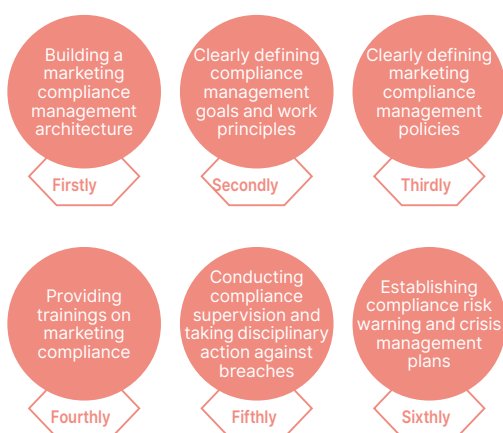 Building a
marketing
compliance
management
architecture
Firstly
Clearly defining
compliance
management
goals and work
principles
Secondly
Clearly defining
marketing
compliance
management
policies
Thirdly
Providing
trainings on
marketing
compliance
Fourthly
Conducting
compliance
supervision and
taking disciplinary
action against
breaches
Fifthly
Establishing
compliance risk
warning and crisis
management
plans
Sixthly